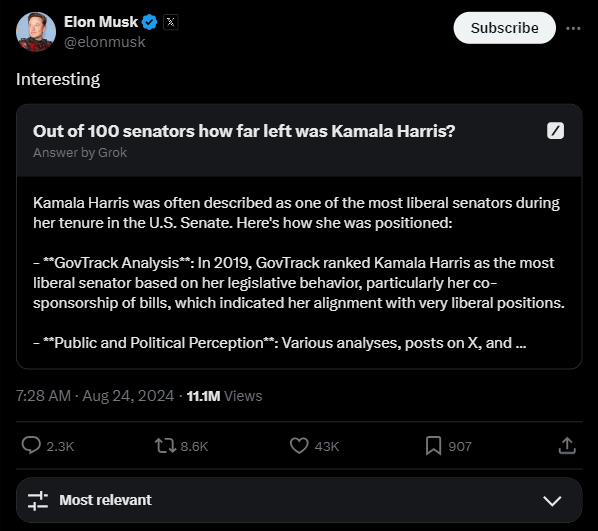 Elon Musk
@elonmusk
Subscribe
Interesting
Out of 100 senators how far left was Kamala Harris?
Answer by Grok
Kamala Harris was often described as one of the most liberal senators during
her tenure in the U.S. Senate. Here's how she was positioned:
- **GovTrack Analysis**: In 2019, GovTrack ranked Kamala Harris as the most
liberal senator based on her legislative behavior, particularly her co-
sponsorship of bills, which indicated her alignment with very liberal positions.
- **Public and Political Perception**: Various analyses, posts on X, and ...
7:28 AM · Aug 24, 2024 · 11.1M Views
2.3K 8.6K 43K 907
Most relevant